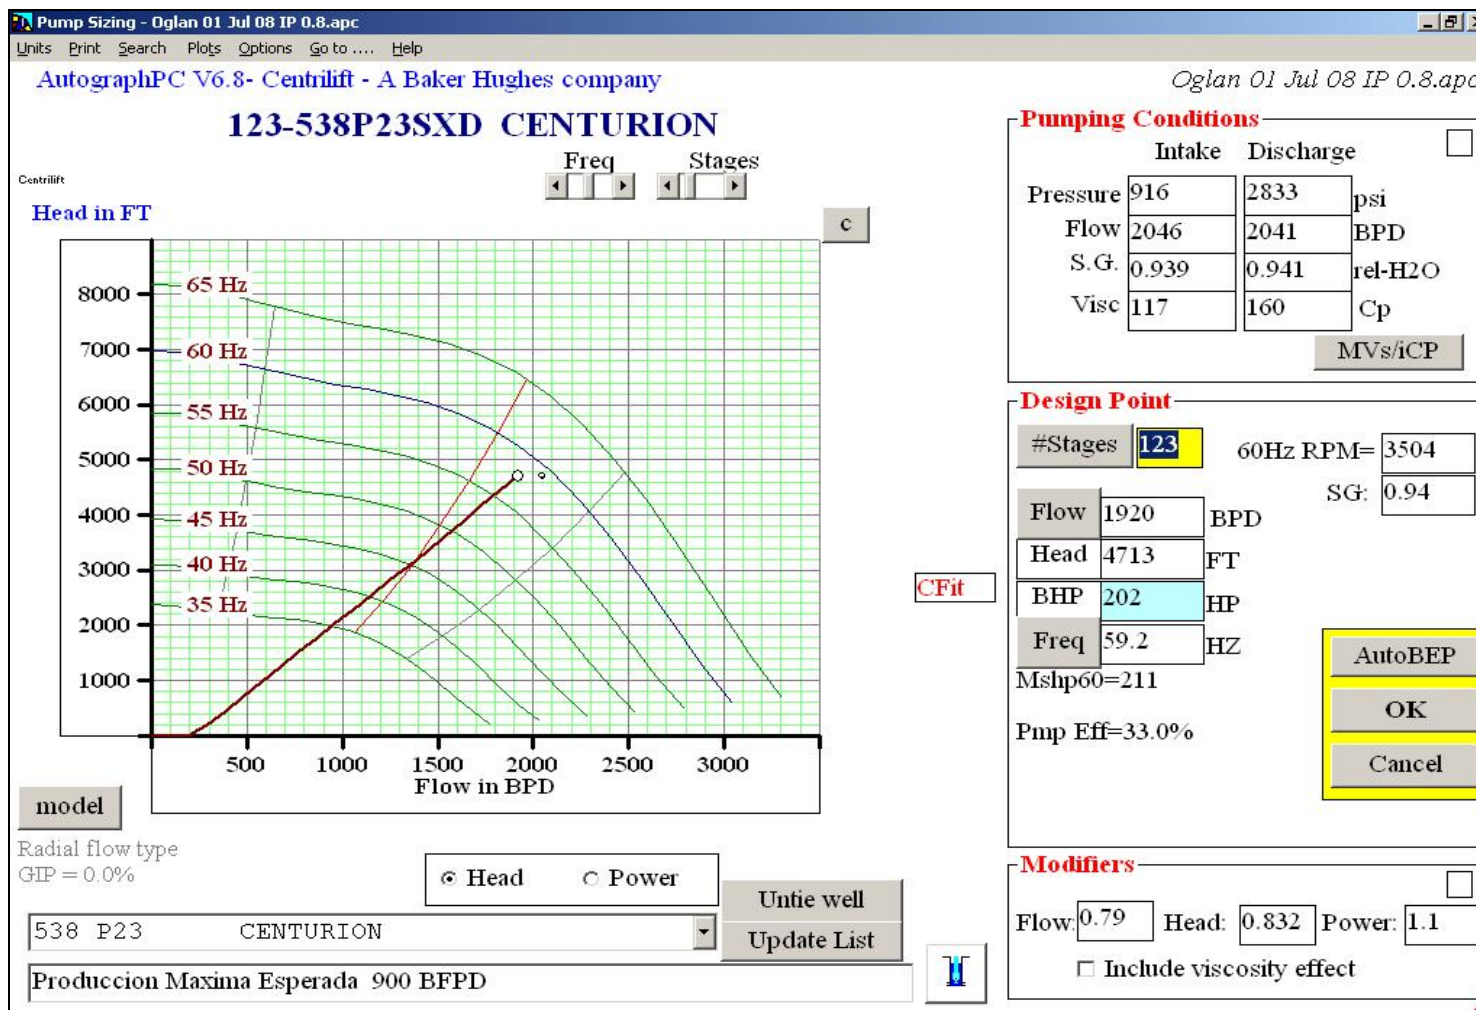 Pump Sizing - Oglan 01 Jul 08 IP 0.8.apc
Units Print Search Plots Options Go to .... Help
AutographPC V6.8- Centrilift - A Baker Hughes company
Oglan 01 Jul 08 IP 0.8.apc
123-538P23SXD CENTURION
Freq Stages
Centrilift
Head in FT
c
8000
7000
6000
5000
4000
3000
2000
1000
65 Hz
60 Hz
55 Hz
50 Hz
45 Hz
40 Hz
35 Hz
500 1000 1500 2000 2500 3000
Flow in BPD
model
Radial flow type
GIP = 0.0%
Head Power
Untie well
Update List
538 P23 CENTURION
Produccion Maxima Esperada 900 BFPD
CFit
Pumping Conditions
Intake Discharge
Pressure 916 2833 psi
Flow 2046 2041 BPD
S.G. 0.939 0.941 rel-H2O
Visc 117 160 Cp
MVs/iCP
Design Point
#Stages 123 60Hz RPM= 3504
SG: 0.94
Flow 1920 BPD
Head 4713 FT
BHP 202 HP
Freq 59.2 HZ
Mshp60=211
Pmp Eff=33.0%
AutoBEP
OK
Cancel
Modifiers
Flow: 0.79 Head: 0.832 Power: 1.1
Include viscosity effect